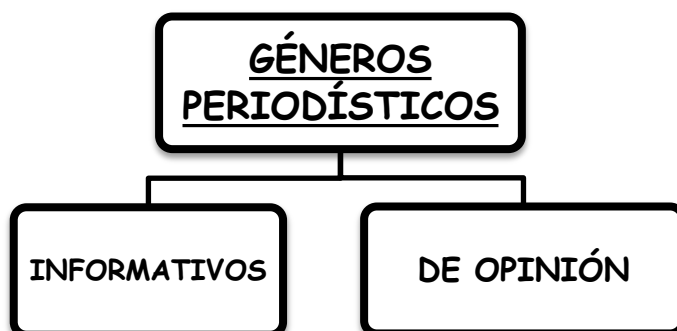 GÉNEROS
PERIODÍSTICOS
INFORMATIVOS
DE OPINIÓN